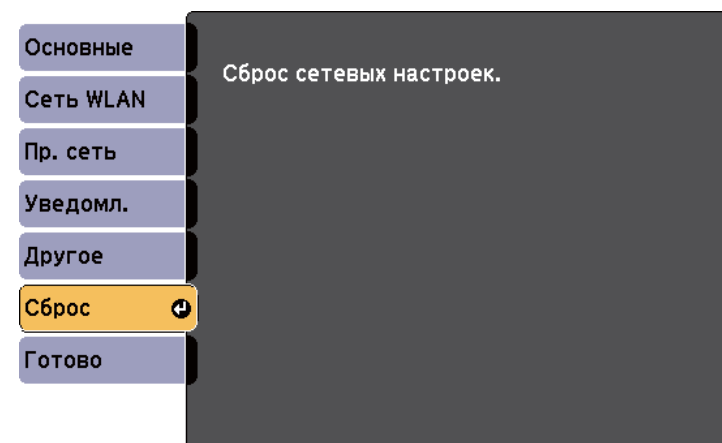 Основные
Сеть WLAN
Пр. сеть
Уведомл.
Другое
Сброс
Готово
Сброс сетевых настроек.